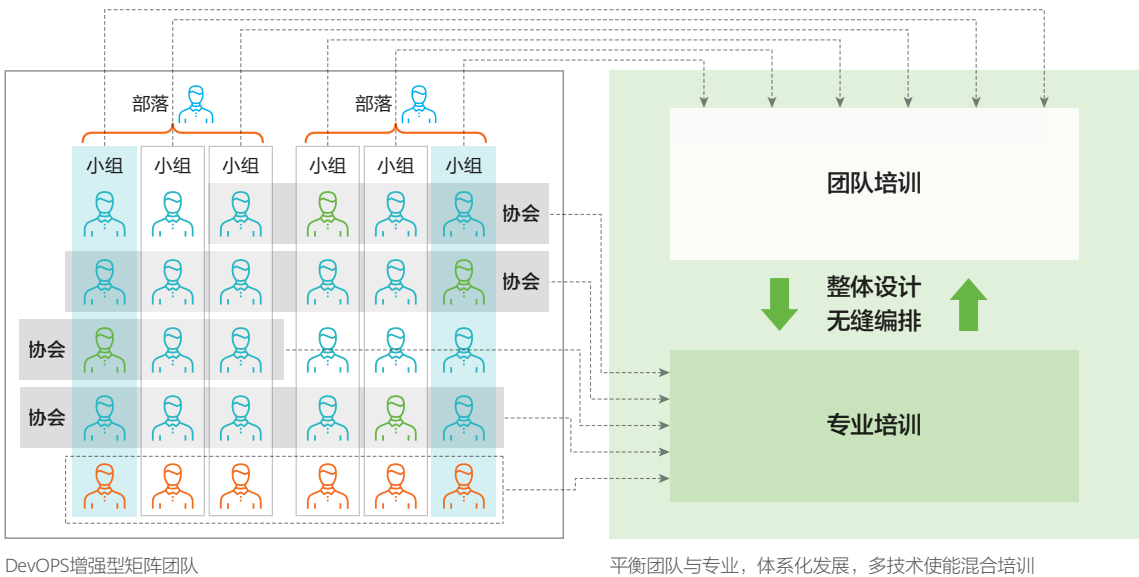 部落
部落
小组
小组
小组
小组
小组
小组
协会
协会
协会
协会
团队培训
整体设计
无缝编排
专业培训
DevOPS增强型矩阵团队
平衡团队与专业，体系化发展，多技术使能混合培训